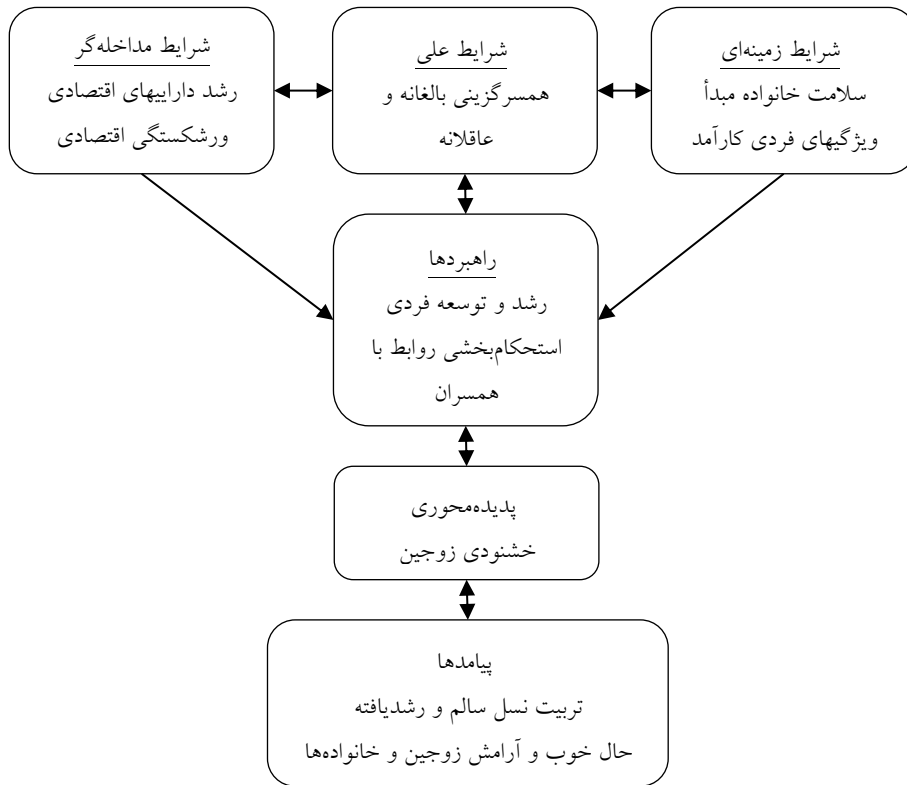 شرایط زمینه‌ای
سلامت خانواده مبدأ
ویژگیهای فردی کارآمد
شرایط علی
همسرگزینی بالغانه و
عاقلانه
شرایط مداخله‌گر
رشد داراییهای اقتصادی
ورشکستگی اقتصادی
راهبردها
رشد و توسعه فردی
استحکام‌بخشی روابط با
همسران
پدیده‌محوری
خشنودی زوجین
پیامدها
تربیت نسل سالم و رشدیافته
حال خوب و آرامش زوجین و خانواده‌ها